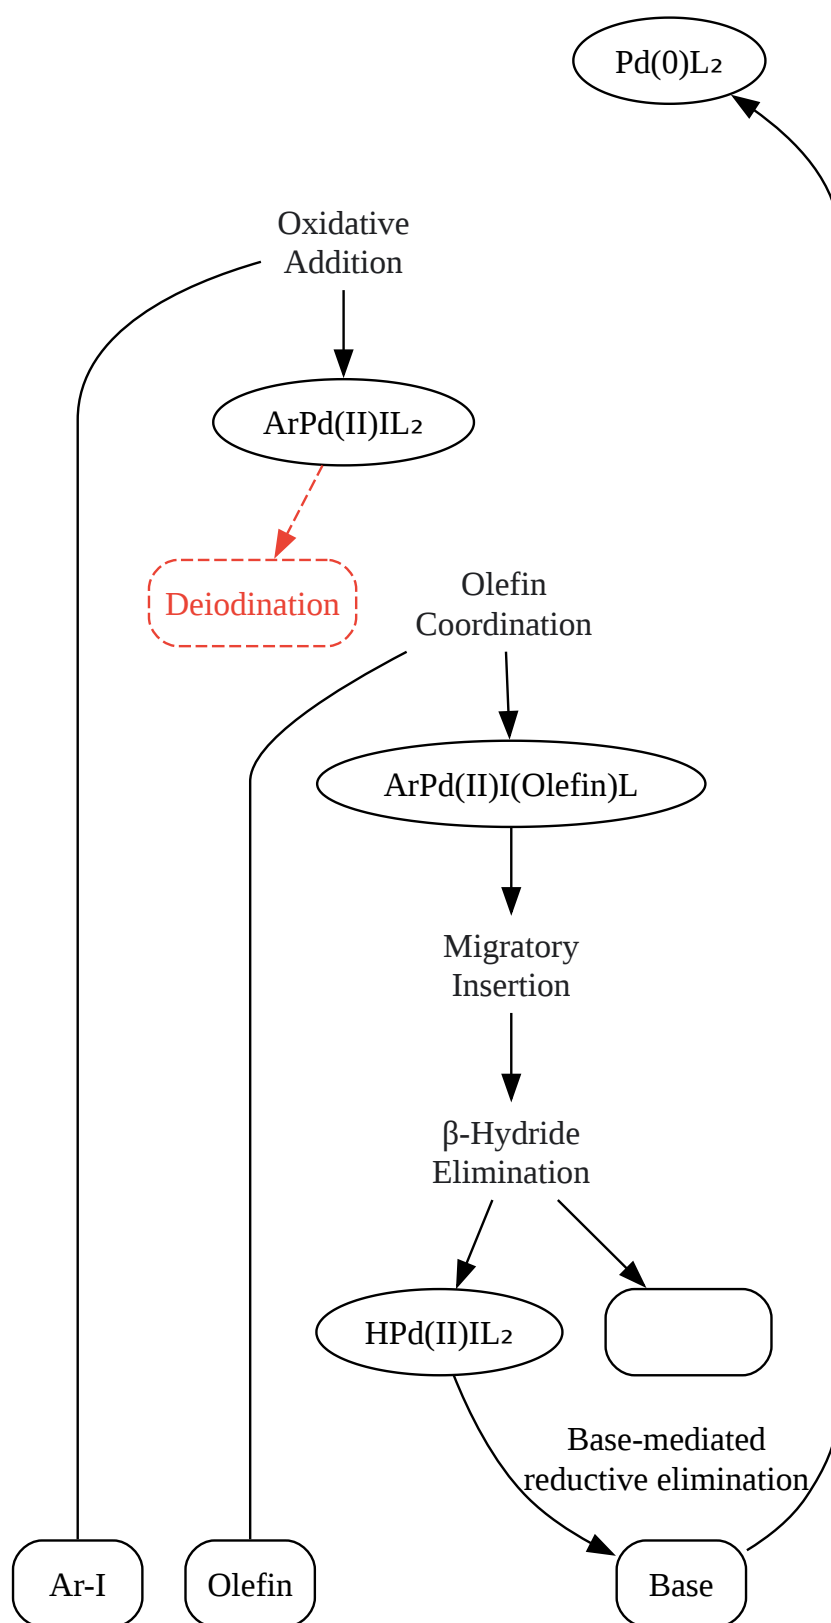 Pd(0)L₂
Oxidative
Addition
ArPd(II)IL₂
Deiodination
Olefin
Coordination
ArPd(II)I(Olefin)L
Migratory
Insertion
β-Hydride
Elimination
HPd(II)IL₂
Base-mediated
reductive elimination
Ar-I
Olefin
Base